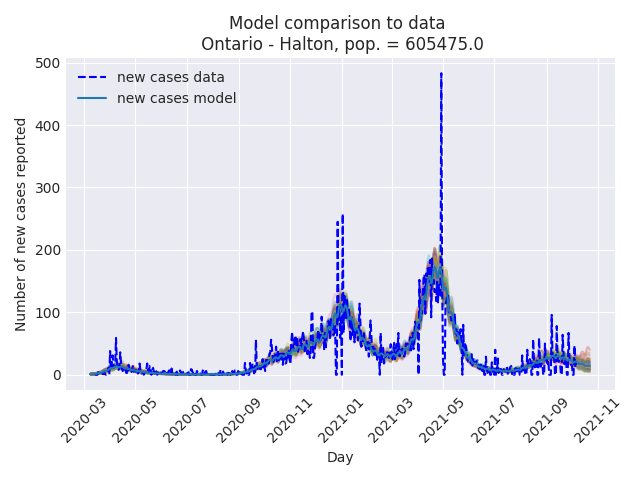 Model comparison to data
Ontario - Halton, pop. = 605475.0
new cases data
new cases model
Number of new cases reported
500
400
300
200
100
0
2020-03
2020-05
2020-07
2020-09
2020-11
2021-01
2021-03
2021-05
2021-07
2021-09
2021-11
Day